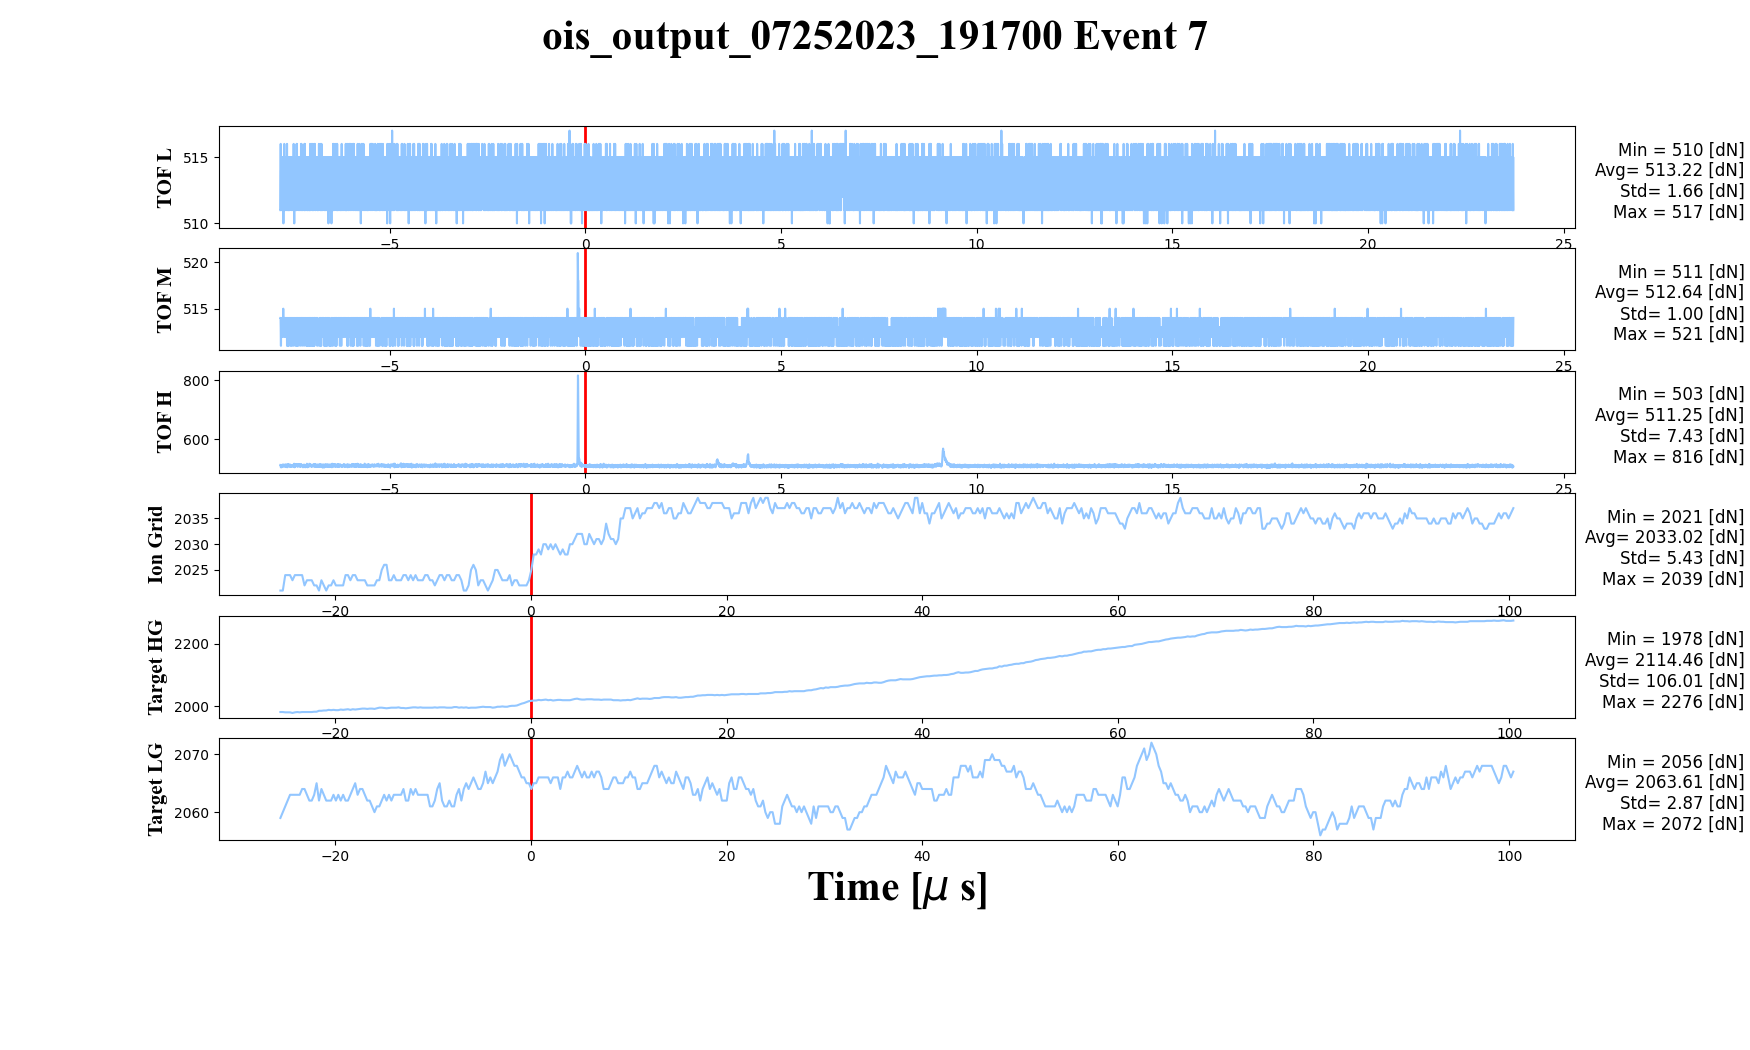 ois_output_07252023_191700 Event 7
TOF L
515
510
−5 0 5 10 15 20 25
Min = 510 [dN]
Avg= 513.22 [dN]
Std= 1.66 [dN]
Max = 517 [dN]
TOF M
520
515
−5 0 5 10 15 20 25
Min = 511 [dN]
Avg= 512.64 [dN]
Std= 1.00 [dN]
Max = 521 [dN]
TOF H
800
600
−5 0 5 10 15 20 25
Min = 503 [dN]
Avg= 511.25 [dN]
Std= 7.43 [dN]
Max = 816 [dN]
Ion Grid
2035
2030
2025
−20 0 20 40 60 80 100
Min = 2021 [dN]
Avg= 2033.02 [dN]
Std= 5.43 [dN]
Max = 2039 [dN]
Target HG
2200
2000
−20 0 20 40 60 80 100
Min = 1978 [dN]
Avg= 2114.46 [dN]
Std= 106.01 [dN]
Max = 2276 [dN]
Target LG
2070
2060
−20 0 20 40 60 80 100
Min = 2056 [dN]
Avg= 2063.61 [dN]
Std= 2.87 [dN]
Max = 2072 [dN]
Time [μ s]